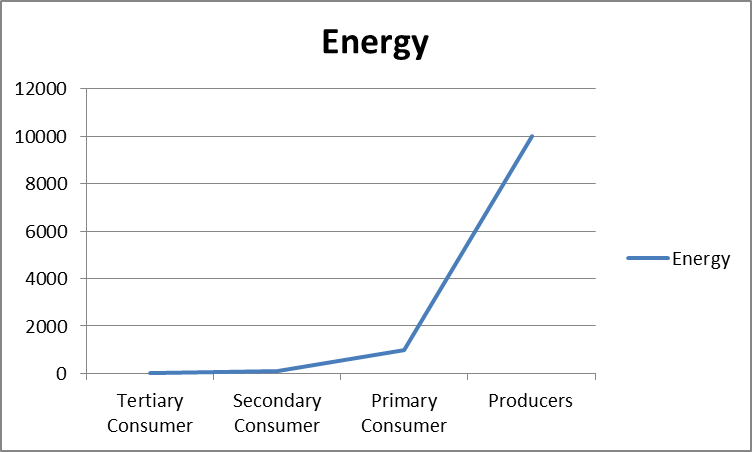 Energy
12000
10000
8000
6000
4000
2000
0
Energy
Tertiary Consumer
Secondary Consumer
Primary Consumer
Producers